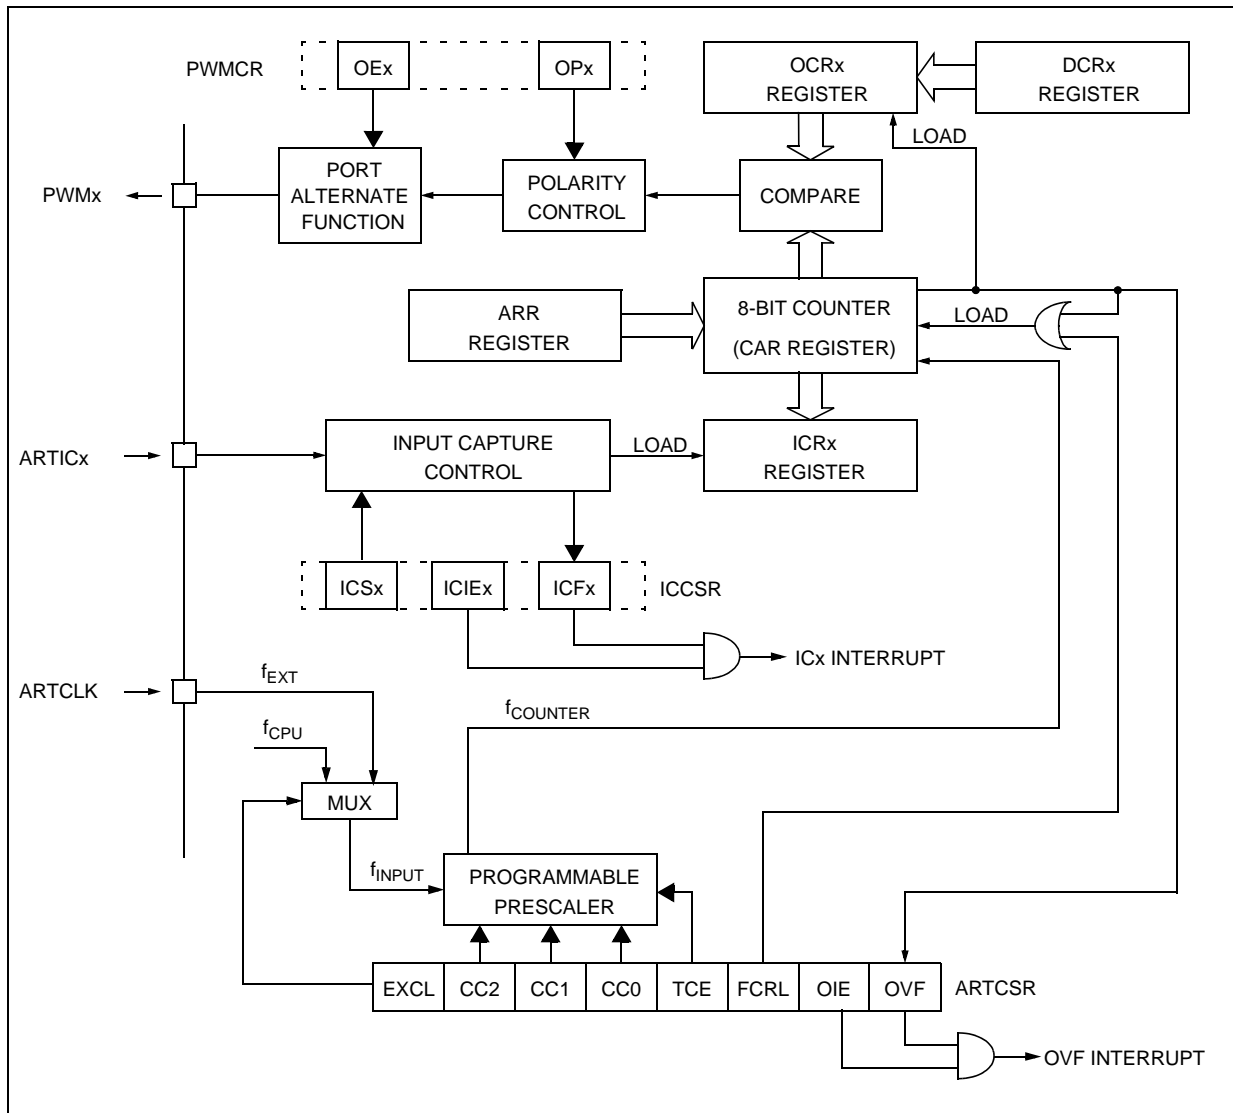 PWMCR
OEx
OPx
OCRx
REGISTER
DCRx
REGISTER
LOAD
PWMx
PORT
ALTERNATE
FUNCTION
POLARITY
CONTROL
COMPARE
ARR
REGISTER
8-BIT COUNTER
(CAR REGISTER)
LOAD
ARTICx
INPUT CAPTURE
CONTROL
LOAD
ICRx
REGISTER
ICSx
ICIEx
ICFx
ICCSR
ICx INTERRUPT
ARTCLK
fEXT
fCPU
fCOUNTER
MUX
fINPUT
PROGRAMMABLE
PRESCALER
EXCL
CC2
CC1
CC0
TCE
FCRL
OIE
OVF
ARTCSR
OVF INTERRUPT